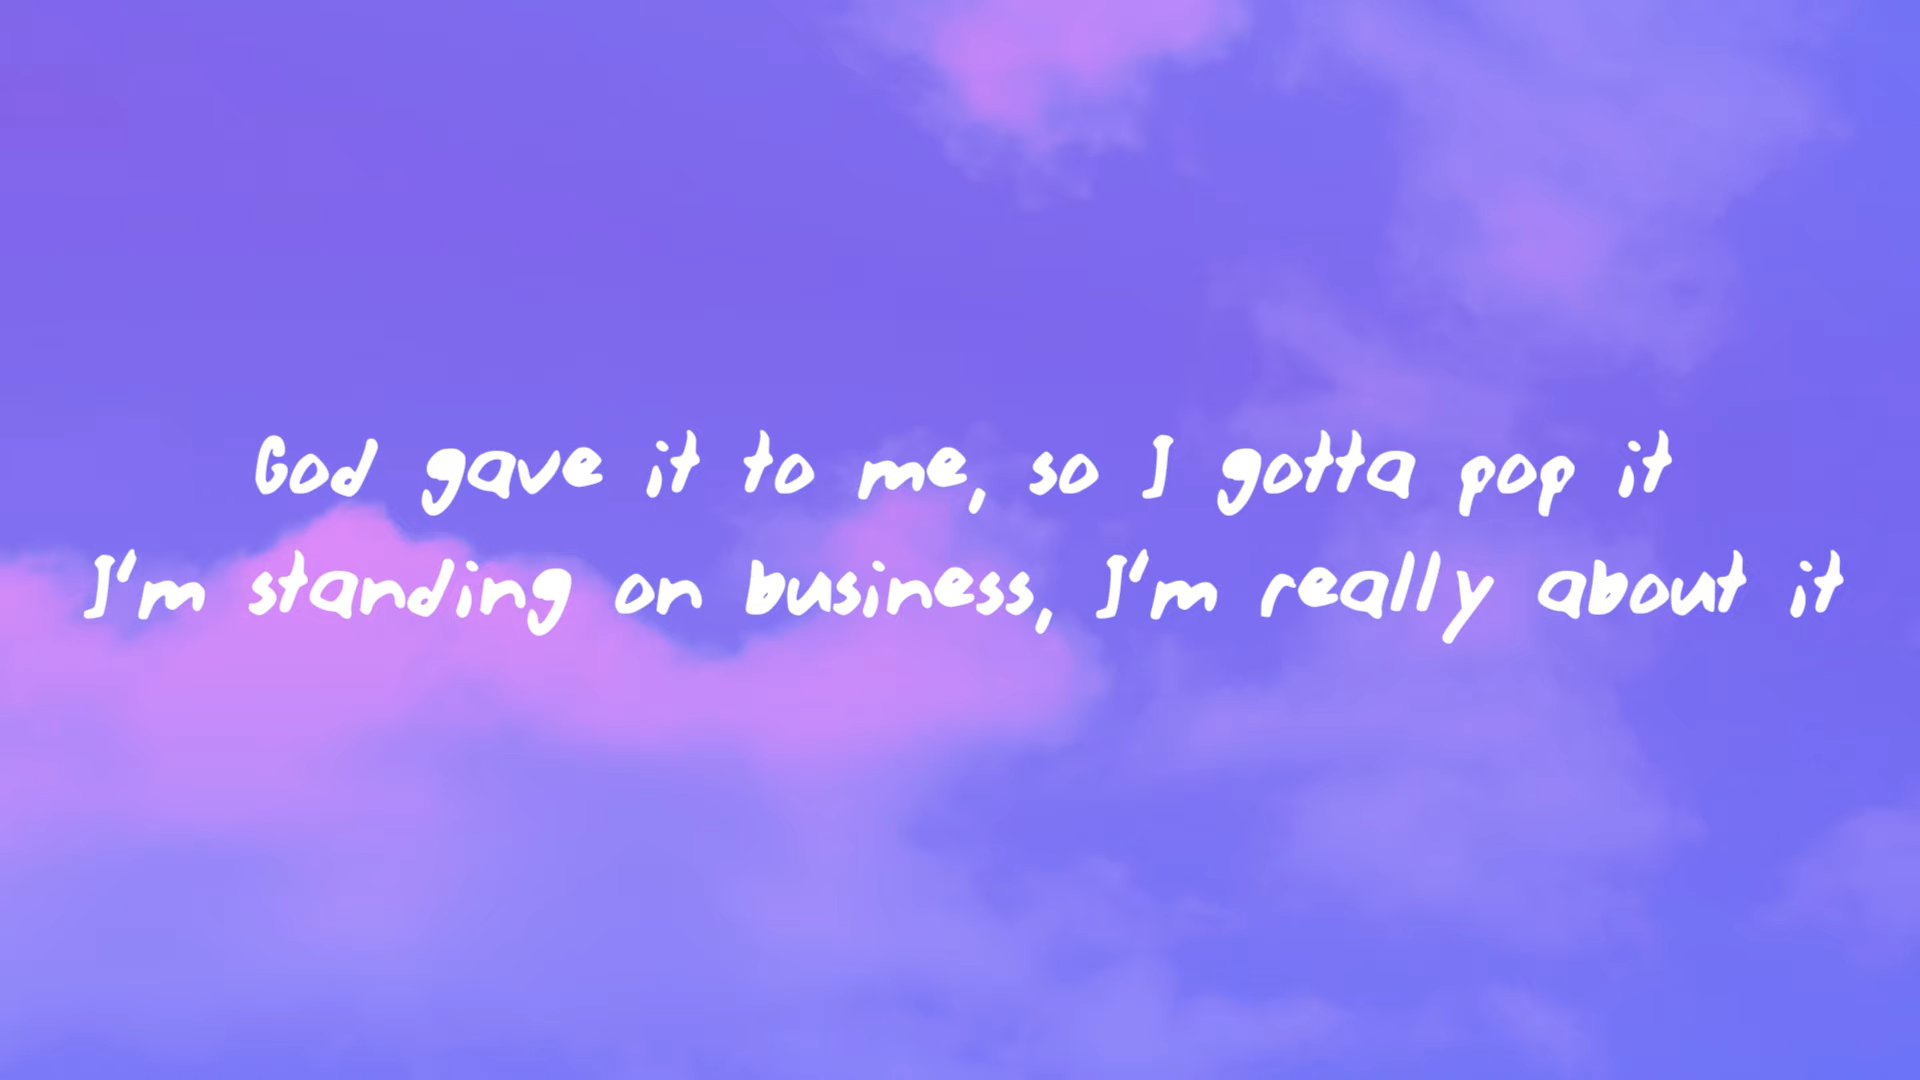 God gave it to me, so I gotta pop it
I'm standing on business, I'm really about it